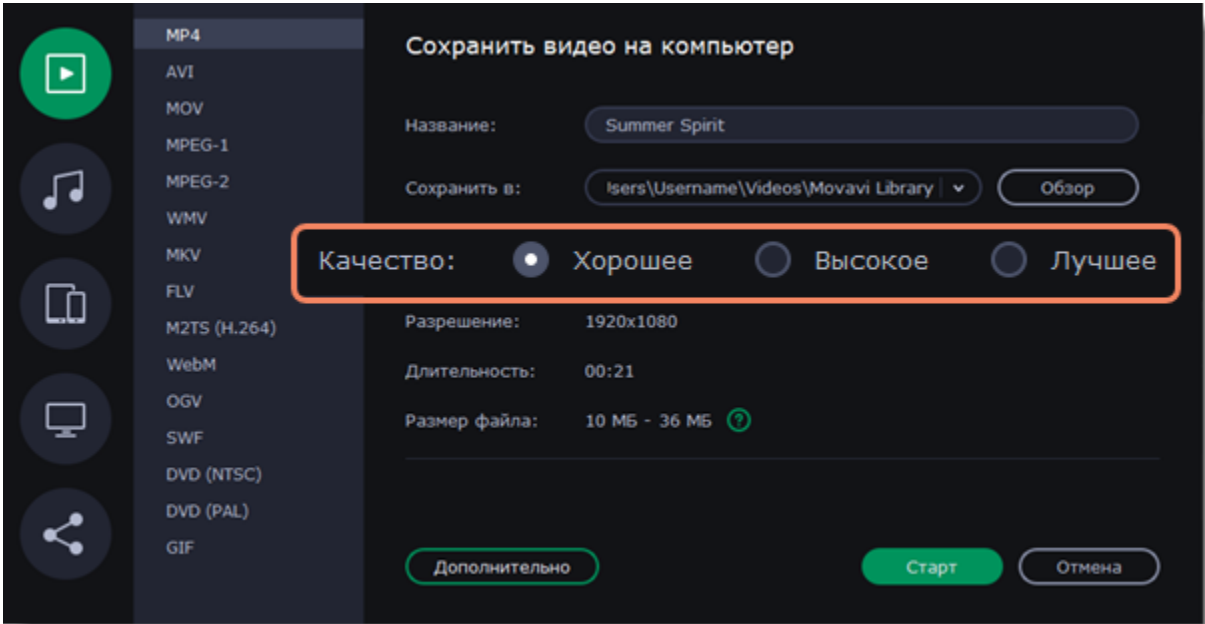 MP4
AVI
MOV
MPEG-1
MPEG-2
WMV
MKV
FLV
M2TS (H.264)
WebM
OGV
SWF
DVD (NTSC)
DVD (PAL)
GIF
Сохранить видео на компьютер
Название: Summer Spirit
Сохранить в: \Username\Videos\Movavi Library Обзор
Качество: Хорошее Высокое Лучшее
Разрешение: 1920x1080
Длительность: 00:21
Размер файла: 10 МБ - 36 МБ ?
Дополнительно Старт Отмена